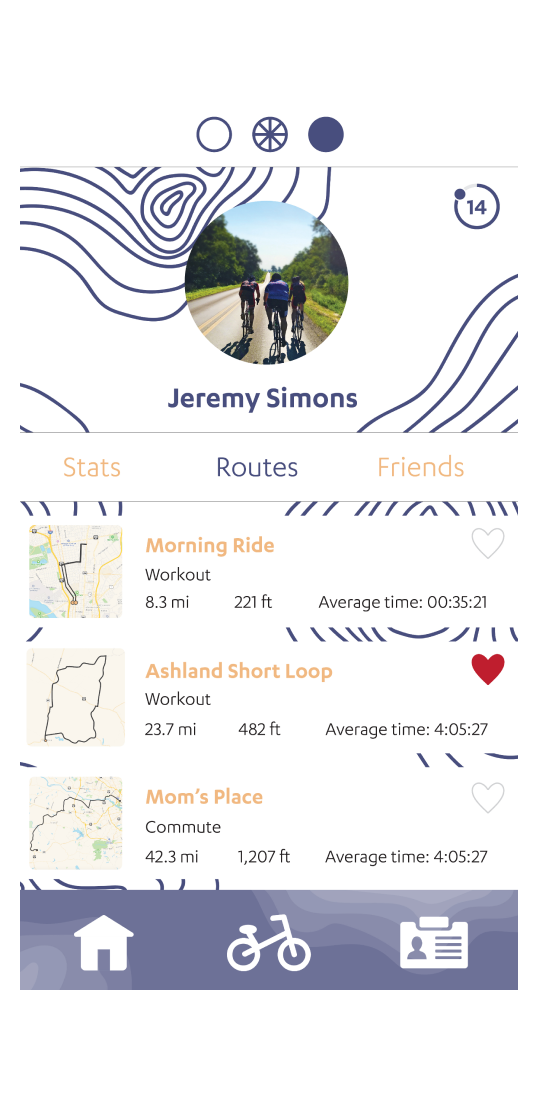 14
Jeremy Simons
Stats Routes Friends
Morning Ride
Workout
8.3 mi 221 ft Average time: 00:35:21
Ashland Short Loop
Workout
23.7 mi 482 ft Average time: 4:05:27
Mom's Place
Commute
42.3 mi 1,207 ft Average time: 4:05:27